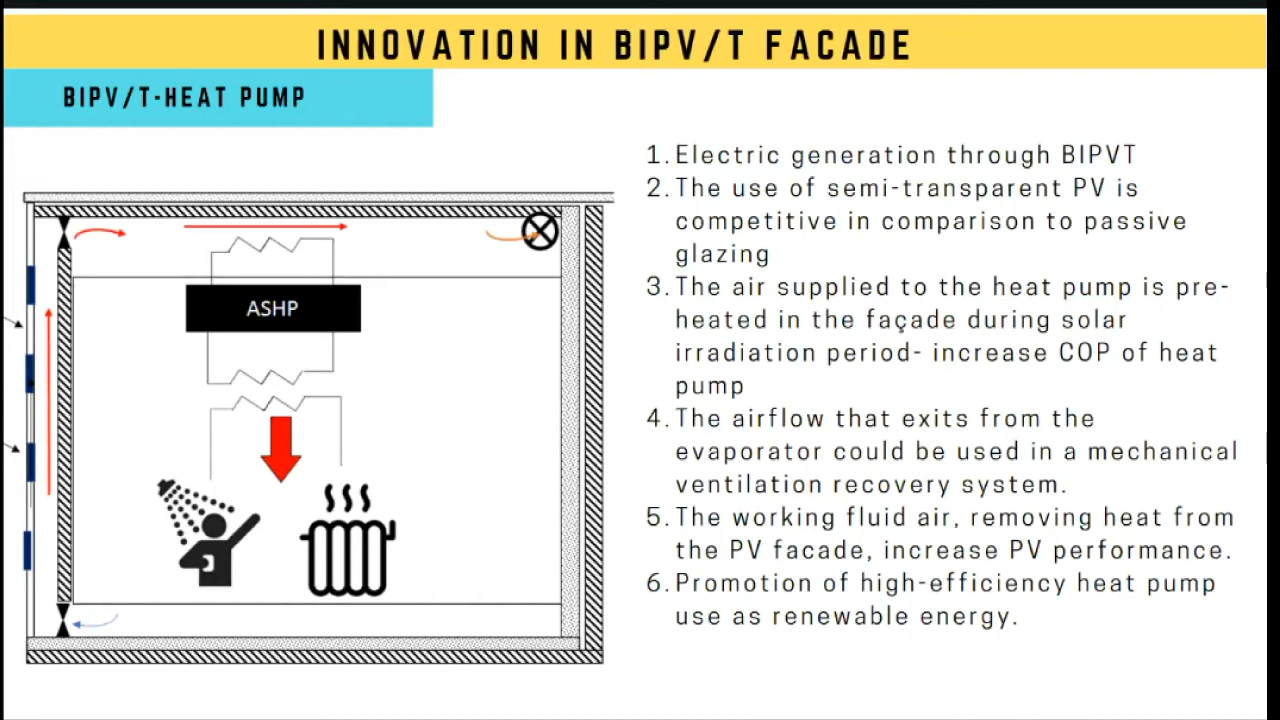 INNOVATION IN BIPV/T FACADE
BIPV/T-HEAT PUMP
ASHP
1. Electric generation through BIPVT
2. The use of semi-transparent PV is
competitive in comparison to passive
glazing
3. The air supplied to the heat pump is pre-
heated in the façade during solar
irradiation period- increase COP of heat
pump
4. The airflow that exits from the
evaporator could be used in a mechanical
ventilation recovery system.
5. The working fluid air, removing heat from
the PV facade, increase PV performance.
6. Promotion of high-efficiency heat pump
use as renewable energy.